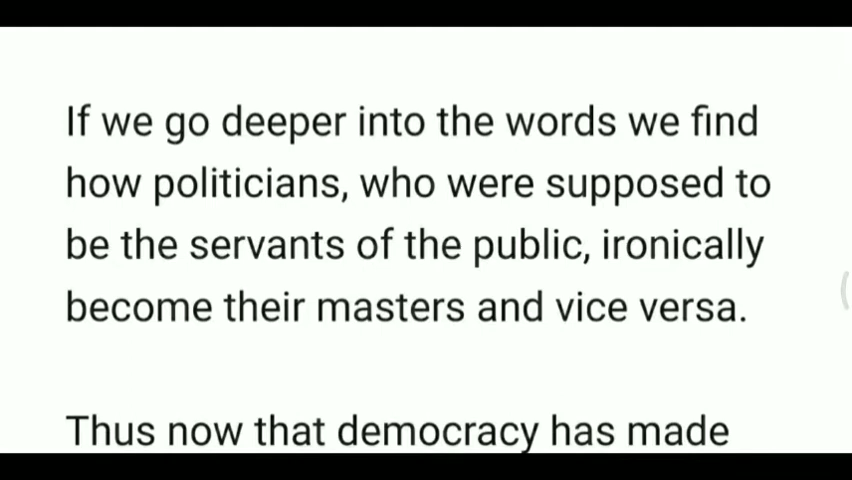 If we go deeper into the words we find
how politicians, who were supposed to
be the servants of the public, ironically
become their masters and vice versa.
Thus now that democracy has made